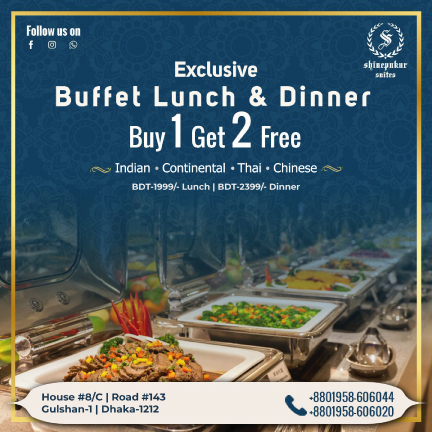 Follow us on
shinepukur
suites
Exclusive
Buffet Lunch & Dinner
Buy 1 Get 2 Free
Indian • Continental • Thai • Chinese
BDT-1999/- Lunch | BDT-2399/- Dinner
House #8/C | Road #143
Gulshan-1 | Dhaka-1212
+8801958-606044
+8801958-606020